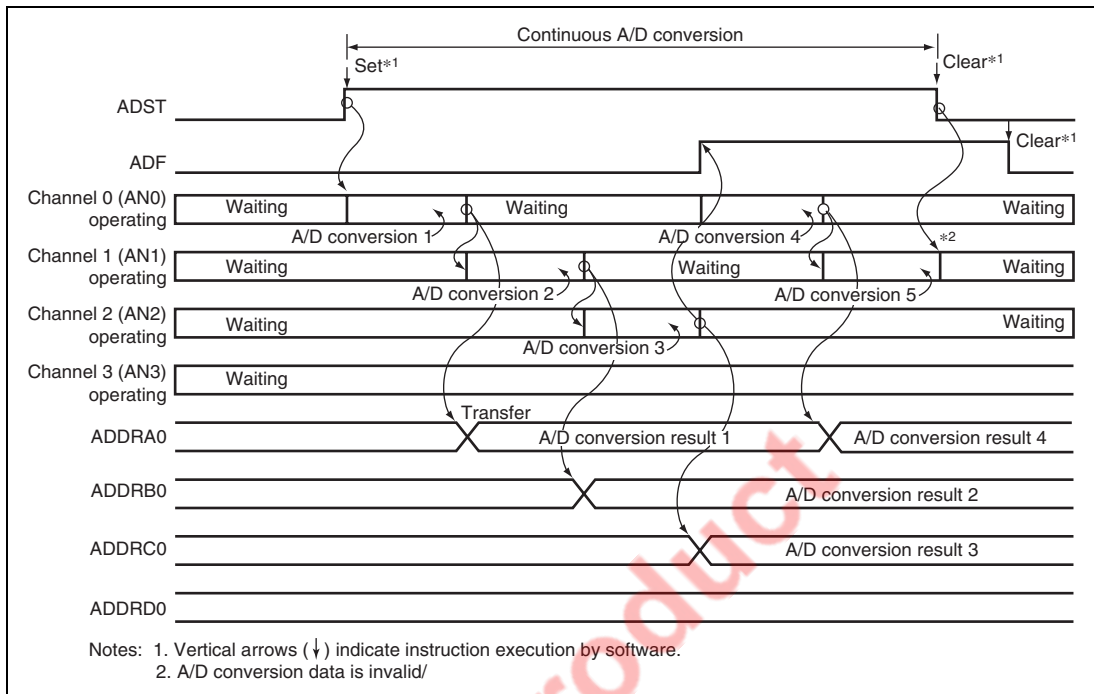 Continuous A/D conversion
Set*1
Clear*1
ADST
Clear*1
ADF
Channel 0 (AN0)
operating
Waiting
Waiting
Waiting
A/D conversion 1
A/D conversion 4
*2
Channel 1 (AN1)
operating
Waiting
Waiting
Waiting
A/D conversion 2
A/D conversion 5
Channel 2 (AN2)
operating
Waiting
Waiting
A/D conversion 3
Channel 3 (AN3)
operating
Waiting
Transfer
ADDRA0
A/D conversion result 1
A/D conversion result 4
ADDRB0
A/D conversion result 2
ADDRC0
A/D conversion result 3
ADDRD0
Notes: 1. Vertical arrows (↓) indicate instruction execution by software.
2. A/D conversion data is invalid/
roduct